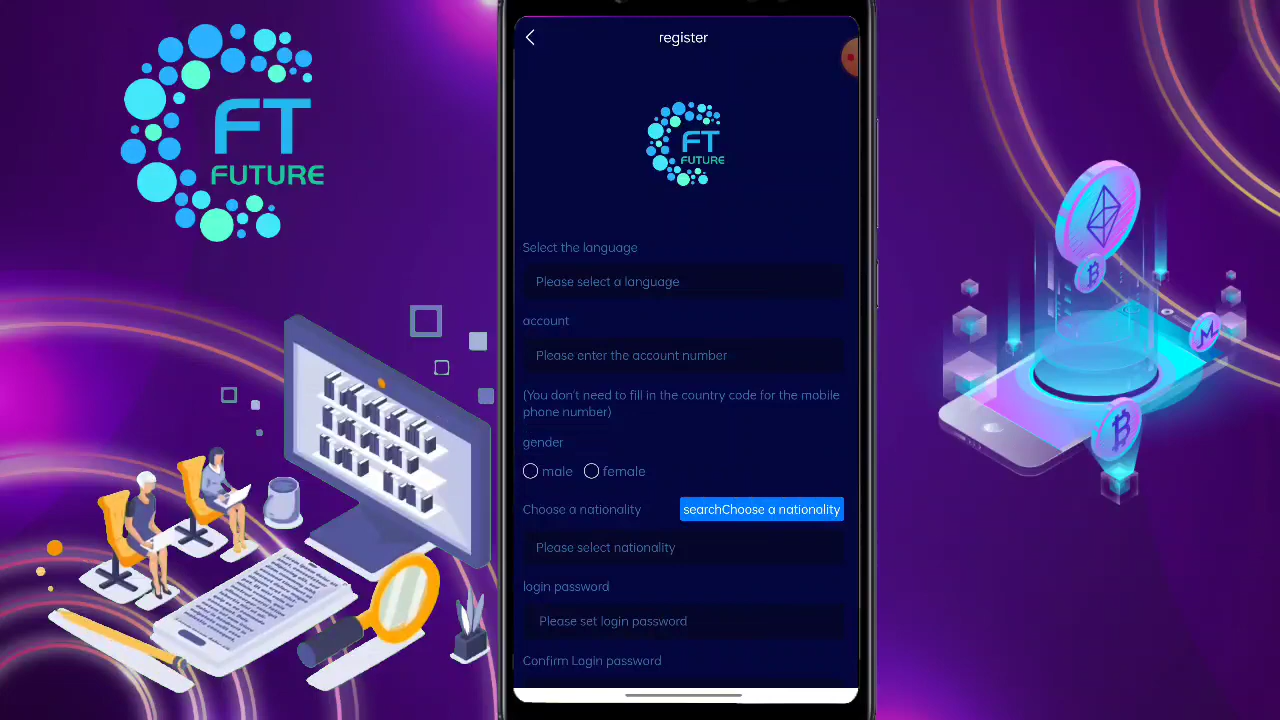 FT
FUTURE
register
FT
FUTURE
Select the language
Please select a language
account
Please enter the account number
(You don't need to fill in the country code for the mobile
phone number)
gender
male female
Choose a nationality searchChoose a nationality
Please select nationality
login password
Please set login password
Confirm Login password